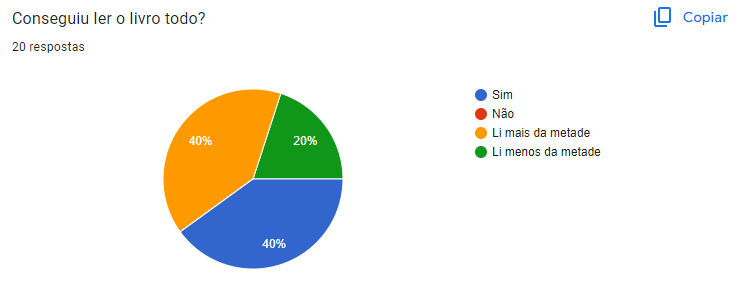 Conseguiu ler o livro todo?
Copiar
20 respostas
Sim
Não
Li mais da metade
Li menos da metade
40%
20%
40%